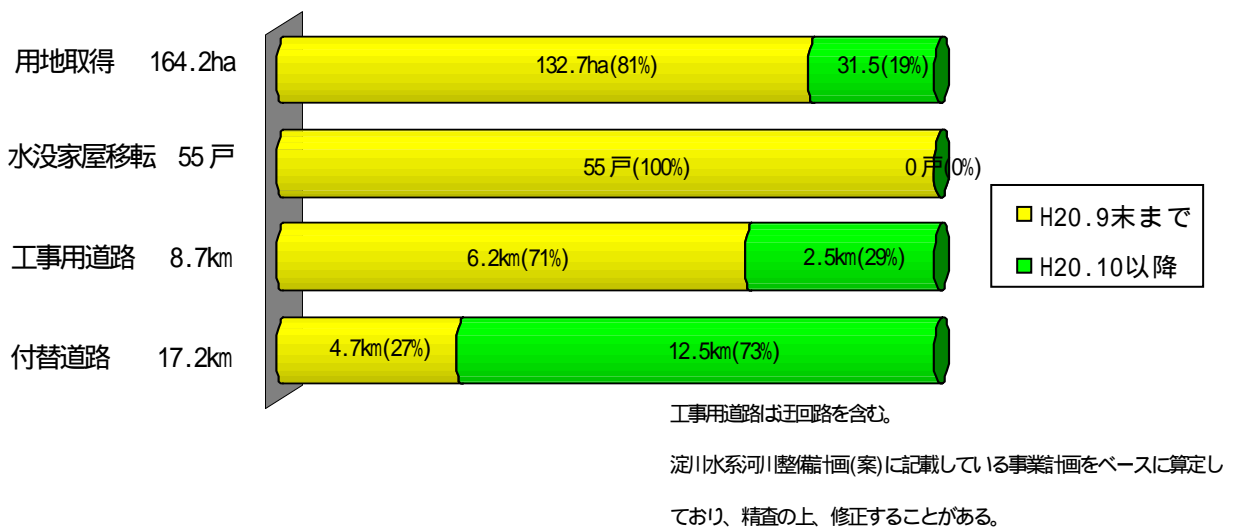 用地取得 164.2ha 132.7ha(81%) 31.5(19%)
水没家屋移転 55戸 55戸(100%) 0戸(0%)
工事用道路 8.7km 6.2km(71%) 2.5km(29%)
付替道路 17.2km 4.7km(27%) 12.5km(73%)
H20.9末まで
H20.10以降
工事用道路は迂回路を含む。
淀川水系河川整備計画(案)に記載している事業計画をベースに算定し
ており、精査の上、修正することがある。